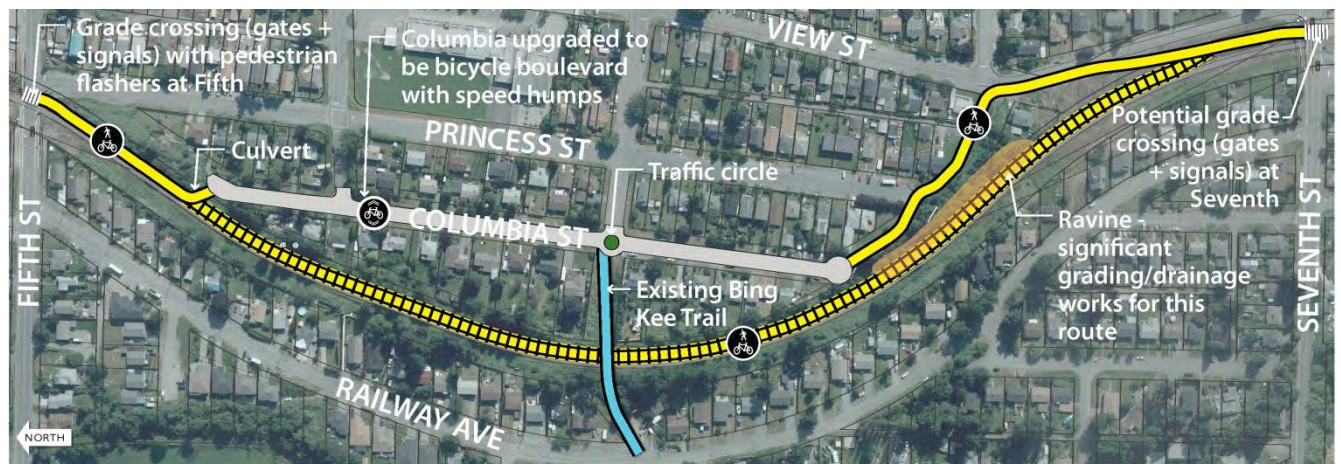 Grade crossing (gates +
signals) with pedestrian
flashers at Fifth
Columbia upgraded to
be bicycle boulevard
with speed humps
VIEW ST
PRINCESS ST
Culvert
Traffic circle
COLUMBIA ST
Potential grade
crossing (gates
+ signals) at
Seventh
Ravine -
significant
grading/drainage
works for this
route
Existing Bing
Kee Trail
FIFTH ST
SEVENTH ST
RAILWAY AVE
NORTH